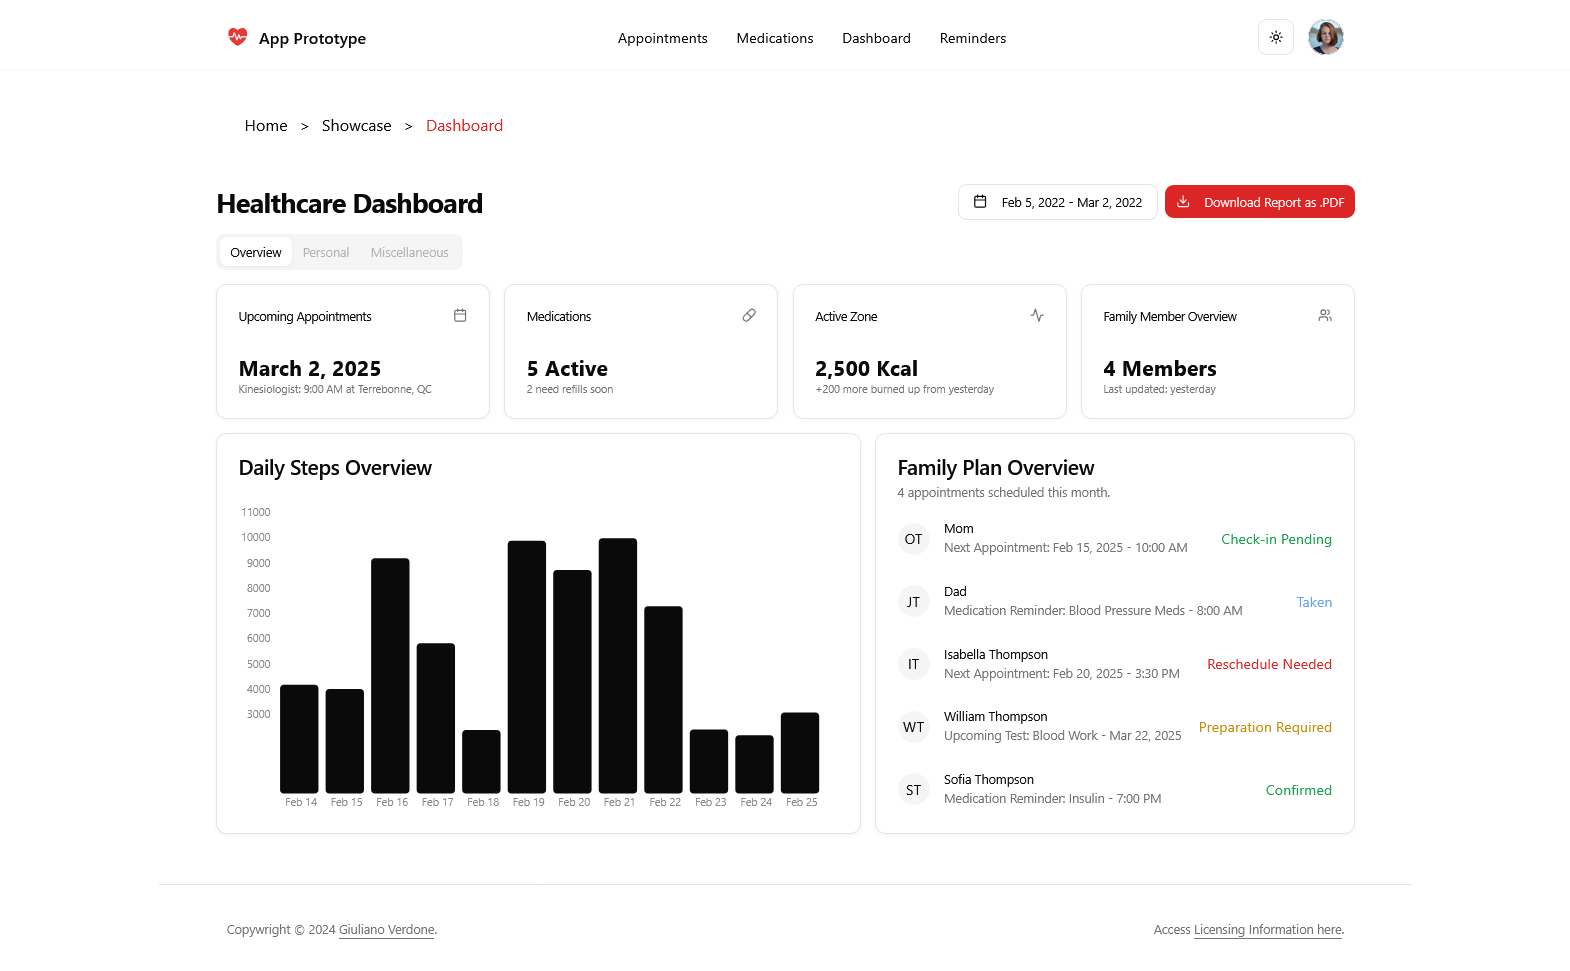 App Prototype
Appointments Medications Dashboard Reminders
Home > Showcase > Dashboard
Healthcare Dashboard
Feb 5, 2022 - Mar 2, 2022
Download Report as .PDF
Overview Personal Miscellaneous
Upcoming Appointments
March 2, 2025
Kinesiologist: 9:00 AM at Terrebonne, QC
Medications
5 Active
2 need refills soon
Active Zone
2,500 Kcal
+200 more burned up from yesterday
Family Member Overview
4 Members
Last updated: yesterday
Daily Steps Overview
11000
10000
9000
8000
7000
6000
5000
4000
3000
Feb 14 Feb 15 Feb 16 Feb 17 Feb 18 Feb 19 Feb 20 Feb 21 Feb 22 Feb 23 Feb 24 Feb 25
Family Plan Overview
4 appointments scheduled this month.
OT
Mom
Next Appointment: Feb 15, 2025 - 10:00 AM
Check-in Pending
JT
Dad
Medication Reminder: Blood Pressure Meds - 8:00 AM
Taken
IT
Isabella Thompson
Next Appointment: Feb 20, 2025 - 3:30 PM
Reschedule Needed
WT
William Thompson
Upcoming Test: Blood Work - Mar 22, 2025
Preparation Required
ST
Sofia Thompson
Medication Reminder: Insulin - 7:00 PM
Confirmed
Copywright © 2024 Giuliano Verdone.
Access Licensing Information here.